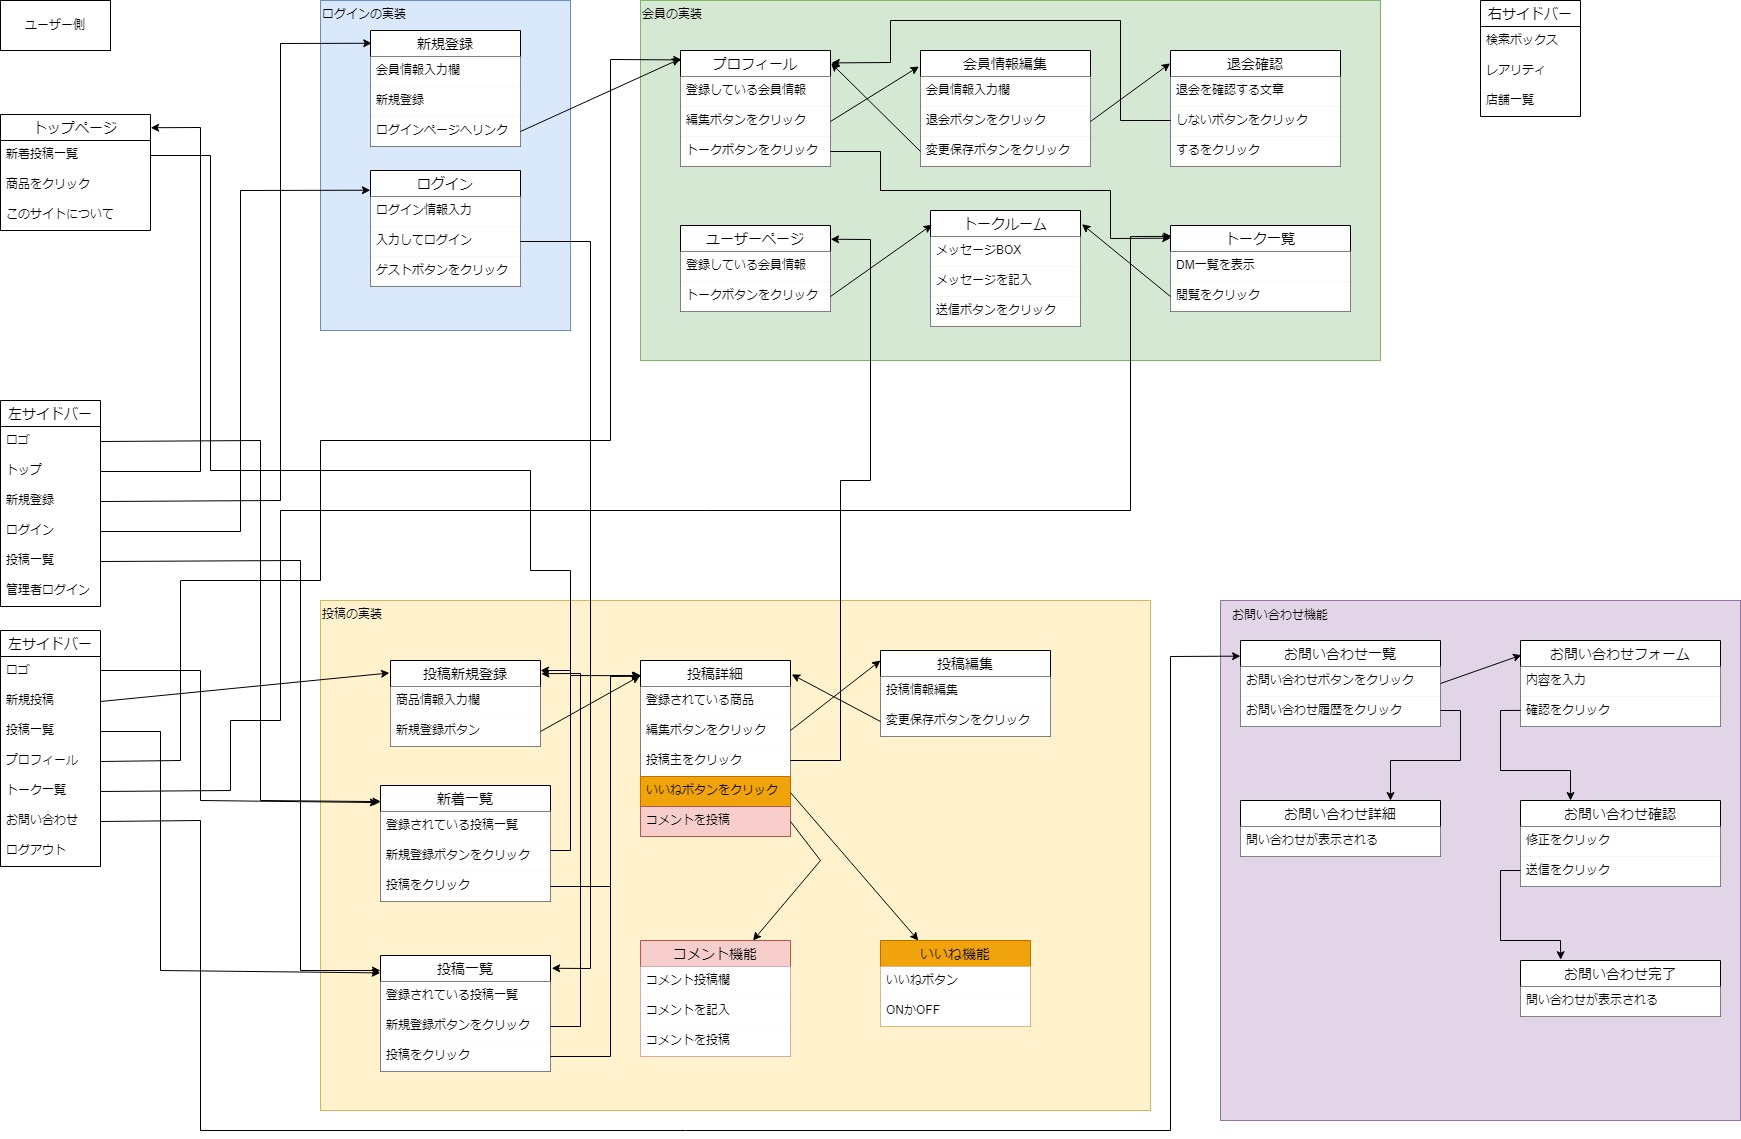 ユーザー側
トップページ
新着投稿一覧
商品をクリック
このサイトについて
左サイドバー
ロゴ
トップ
新規登録
ログイン
投稿一覧
管理者ログイン
左サイドバー
ロゴ
新規投稿
投稿一覧
プロフィール
トーク一覧
お問い合わせ
ログアウト
ログインの実装
新規登録
会員情報入力欄
新規登録
ログインページへリンク
ログイン
ログイン情報入力
入力してログイン
ゲストボタンをクリック
会員の実装
プロフィール
登録している会員情報
編集ボタンをクリック
トークボタンをクリック
会員情報編集
会員情報入力欄
退会ボタンをクリック
変更保存ボタンをクリック
退会確認
退会を確認する文章
しないボタンをクリック
するをクリック
ユーザーページ
登録している会員情報
トークボタンをクリック
トークルーム
メッセージBOX
メッセージを記入
送信ボタンをクリック
トーク一覧
DM一覧を表示
閲覧をクリック
右サイドバー
検索ボックス
レアリティ
店舗一覧
投稿の実装
投稿新規登録
商品情報入力欄
新規登録ボタン
新着一覧
登録されている投稿一覧
新規登録ボタンをクリック
投稿をクリック
投稿一覧
登録されている投稿一覧
新規登録ボタンをクリック
投稿をクリック
投稿詳細
登録されている商品
編集ボタンをクリック
投稿主をクリック
いいねボタンをクリック
コメントを投稿
投稿編集
投稿情報編集
変更保存ボタンをクリック
コメント機能
コメント投稿欄
コメントを記入
コメントを投稿
いいね機能
いいねボタン
ONかOFF
お問い合わせ機能
お問い合わせ一覧
お問い合わせボタンをクリック
お問い合わせ履歴をクリック
お問い合わせフォーム
内容を入力
確認をクリック
お問い合わせ詳細
問い合わせが表示される
お問い合わせ確認
修正をクリック
送信をクリック
お問い合わせ完了
問い合わせが表示される